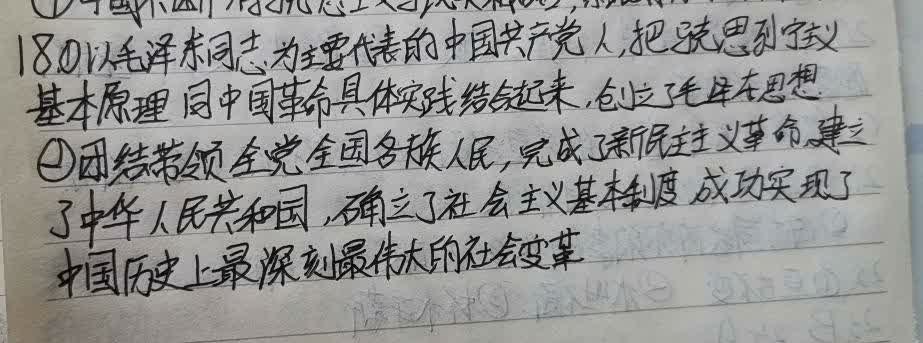 18.①以毛泽东同志为主要代表的中国共产党人,把马克思列宁主义
基本原理同中国革命具体实践结合起来,创立了毛泽东思想
②团结带领全党全国各族人民,完成了新民主主义革命,建立
了中华人民共和国,确立了社会主义基本制度 成功实现了
中国历史上最深刻最伟大的社会变革